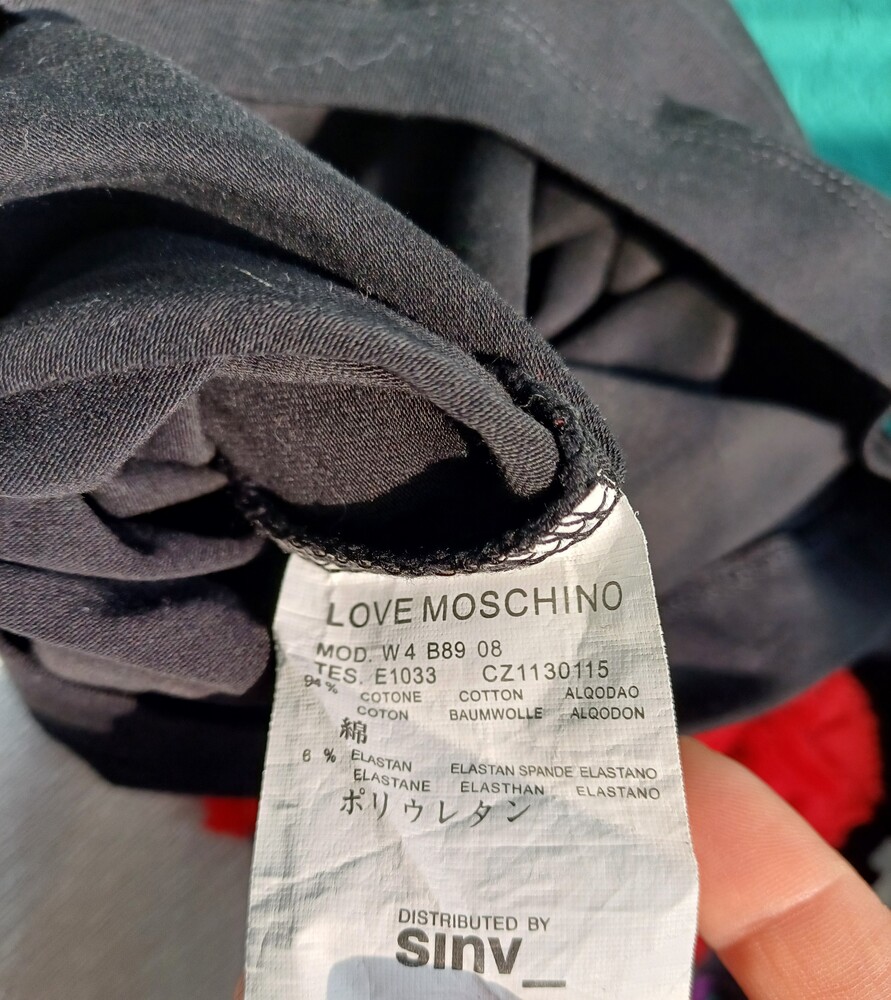 LOVE MOSCHINO
MOD. W4 B89 08
TES. E1033 CZ1130115
94 % COTONE COTTON ALQODAO
COTON BAUMWOLLE ALQODON
綿
6 % ELASTAN ELASTAN SPANDE ELASTANO
ELASTANE ELASTHAN ELASTANO
ポリウレタン
DISTRIBUTED BY
sinv_